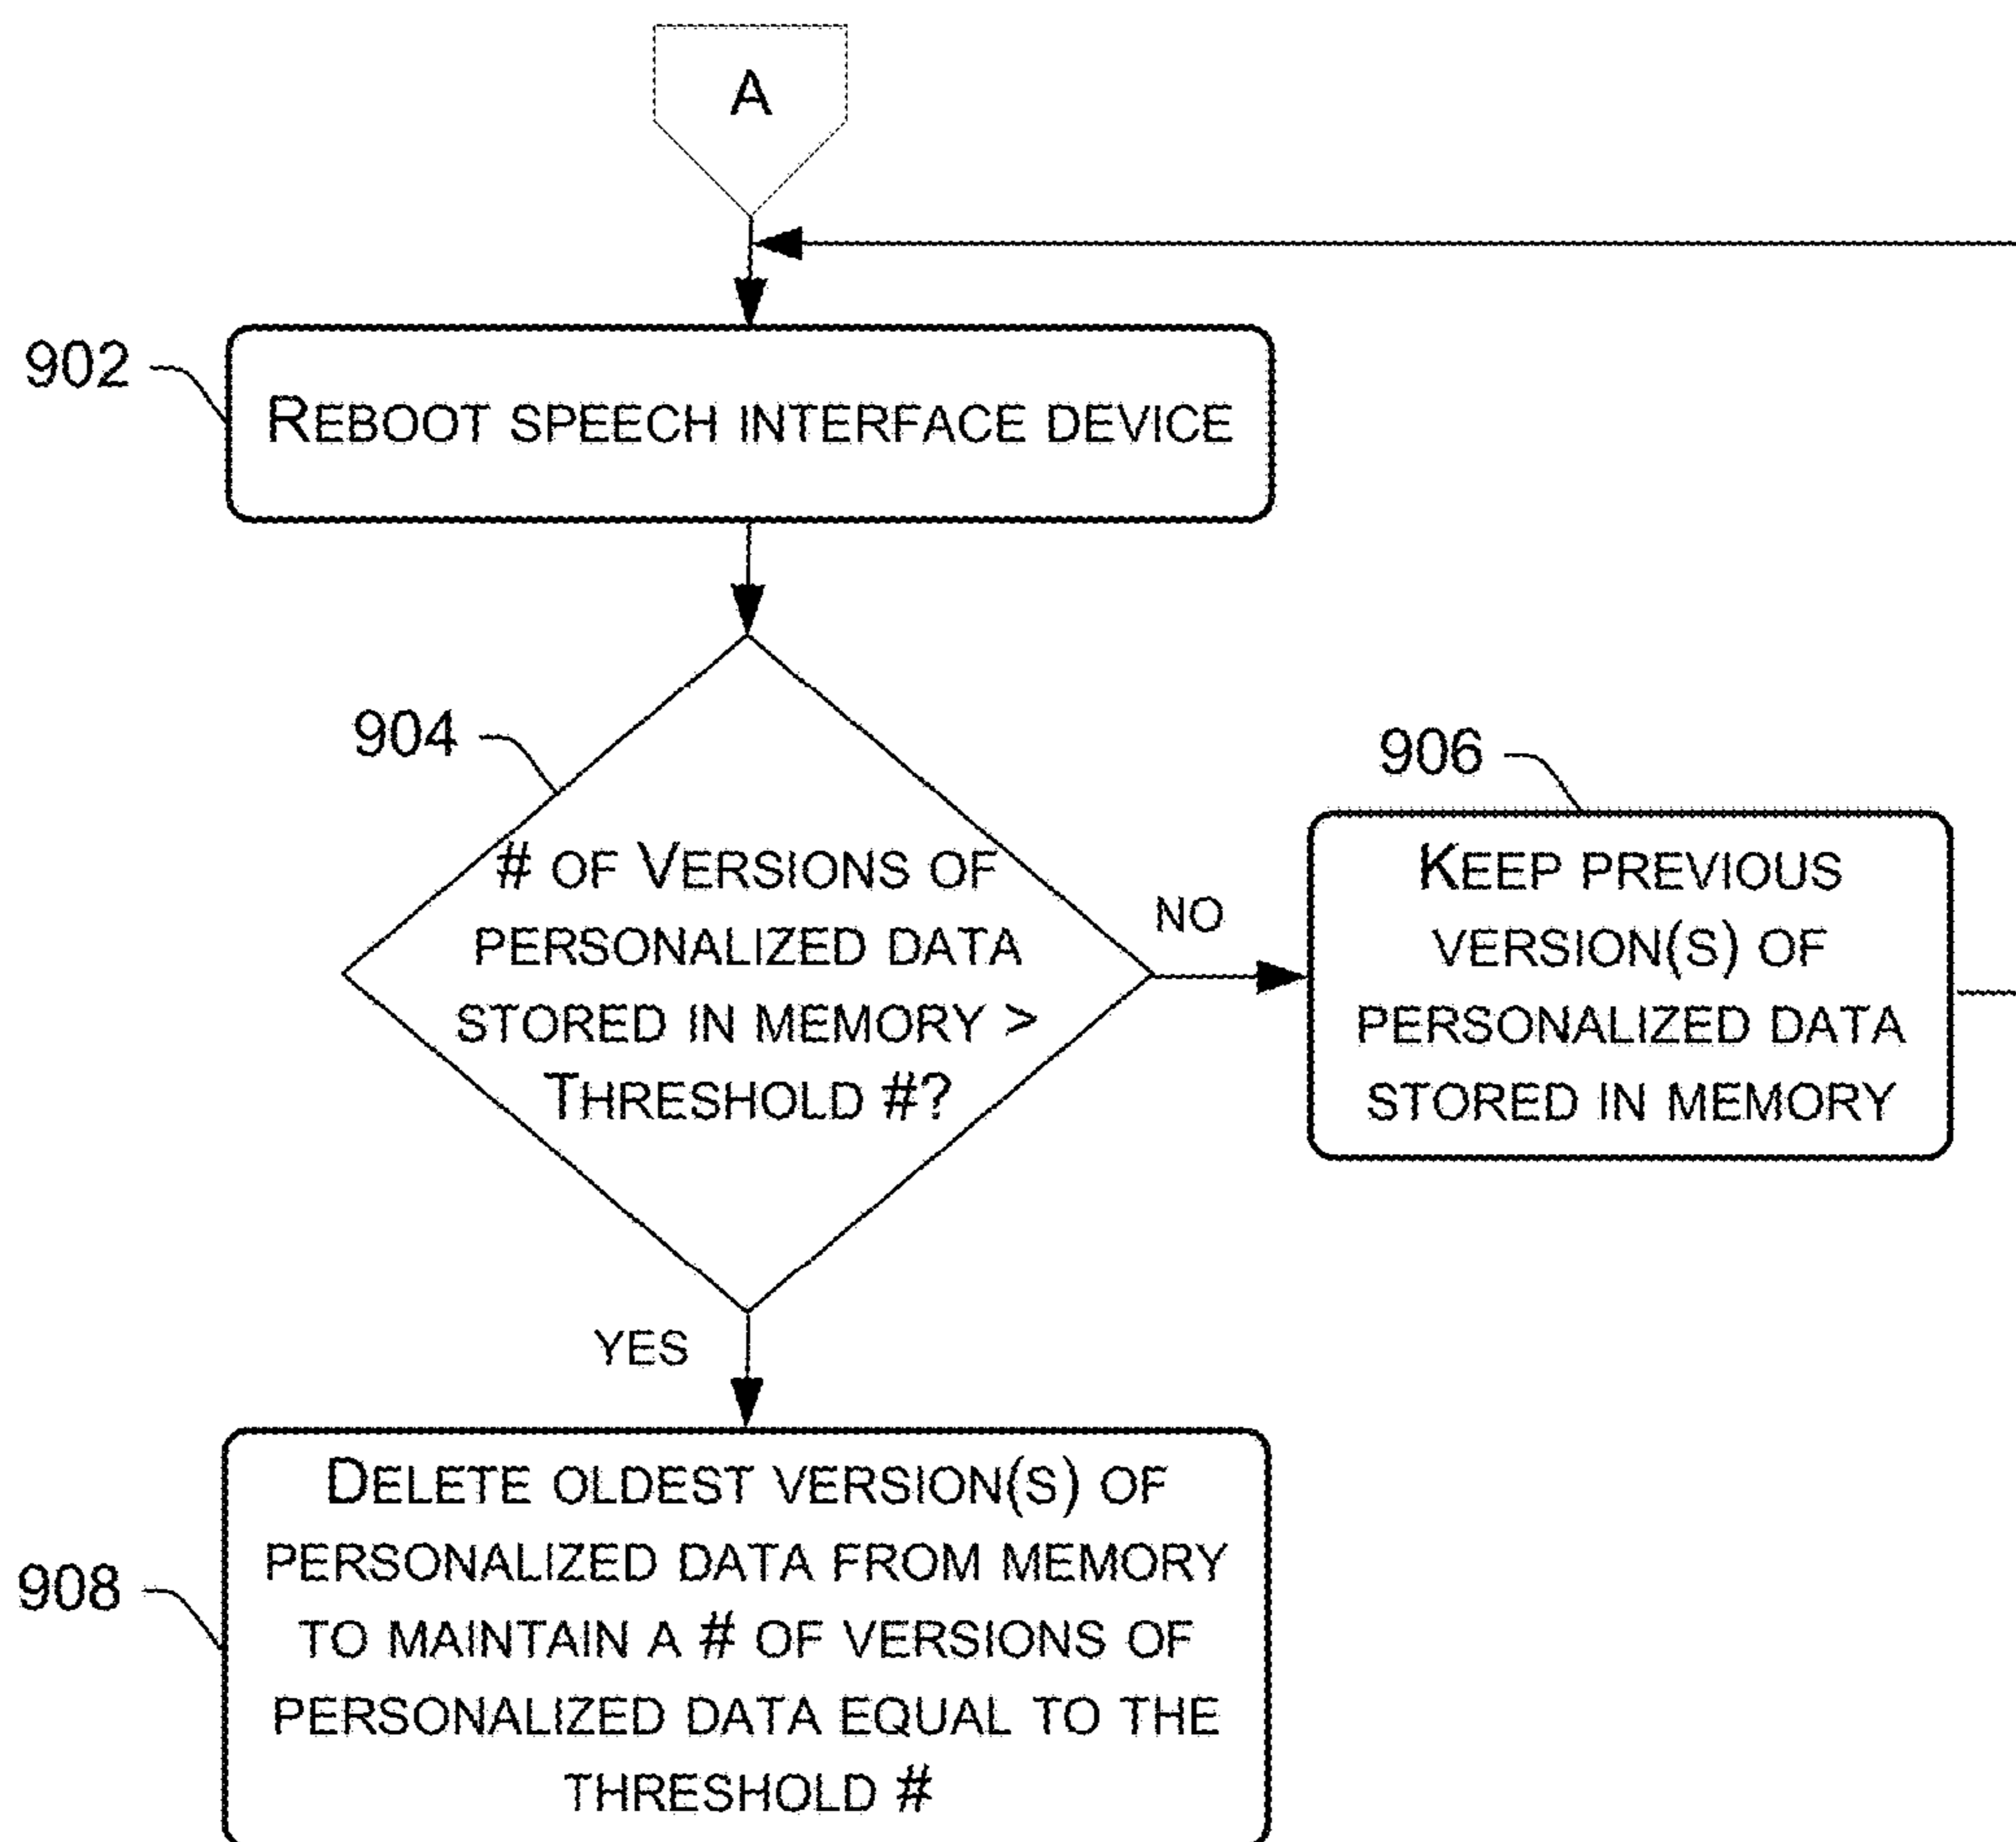 A
902
REBOOT SPEECH INTERFACE DEVICE
904
# OF VERSIONS OF
PERSONALIZED DATA
STORED IN MEMORY >
THRESHOLD #?
NO
906
KEEP PREVIOUS
VERSION(S) OF
PERSONALIZED DATA
STORED IN MEMORY
YES
908
DELETE OLDEST VERSION(S) OF
PERSONALIZED DATA FROM MEMORY
TO MAINTAIN A # OF VERSIONS OF
PERSONALIZED DATA EQUAL TO THE
THRESHOLD #